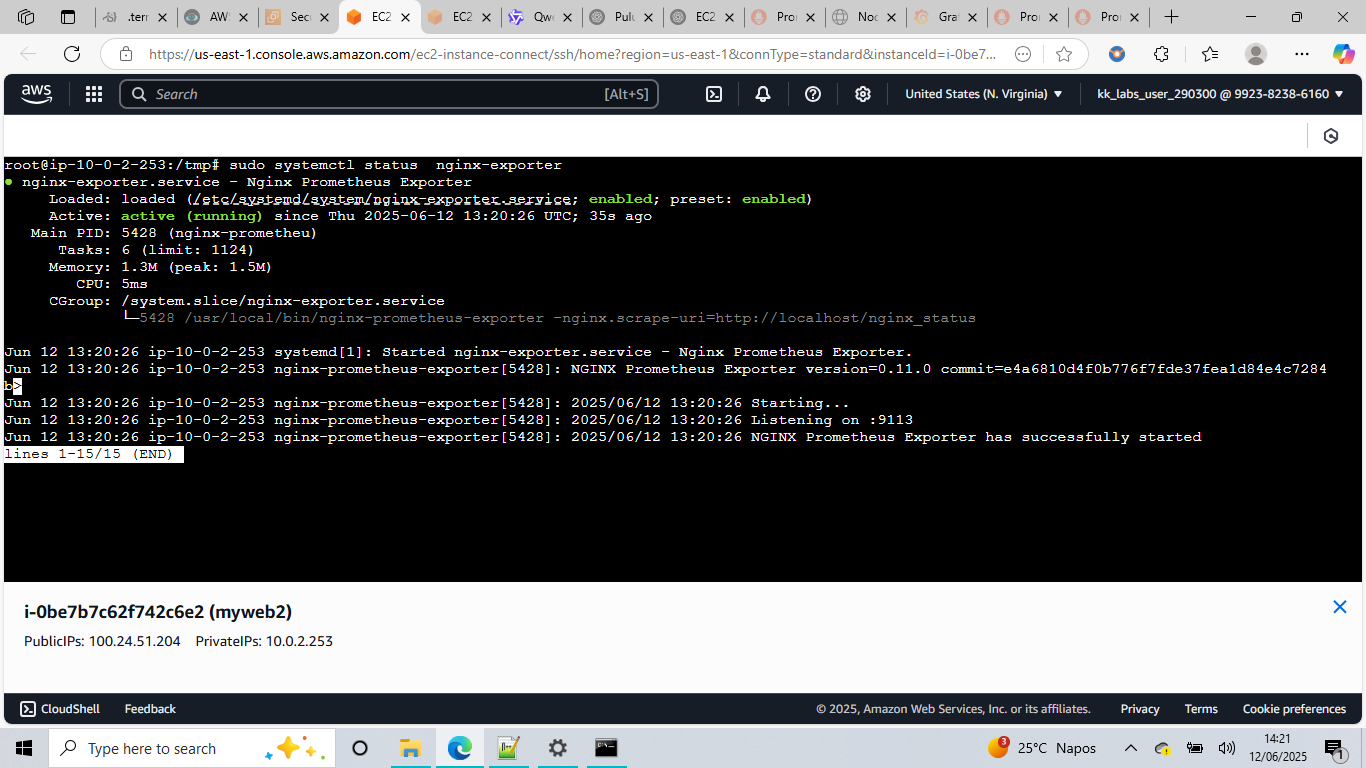 .terr
AWS
Secu
EC2
EC2
Qwe
Pulu
EC2
Pro
Noc
Gra
Pro
Pro
https://us-east-1.console.aws.amazon.com/ec2-instance-connect/ssh/home?region=us-east-1&connType=standard&instanceId=i-0be7...
aws
Search
[Alt+S]
United States (N. Virginia)
kk_labs_user_290300 @ 9923-8238-6160
root@ip-10-0-2-253:/tmp# sudo systemctl status  nginx-exporter
● nginx-exporter.service - Nginx Prometheus Exporter
Loaded: loaded (/etc/systemd/system/nginx-exporter.service; enabled; preset: enabled)
Active: active (running) since Thu 2025-06-12 13:20:26 UTC; 35s ago
Main PID: 5428 (nginx-prometheu)
Tasks: 6 (limit: 1124)
Memory: 1.3M (peak: 1.5M)
CPU: 5ms
CGroup: /system.slice/nginx-exporter.service
└─5428 /usr/local/bin/nginx-prometheus-exporter -nginx.scrape-uri=http://localhost/nginx_status
Jun 12 13:20:26 ip-10-0-2-253 systemd[1]: Started nginx-exporter.service - Nginx Prometheus Exporter.
Jun 12 13:20:26 ip-10-0-2-253 nginx-prometheus-exporter[5428]: NGINX Prometheus Exporter version=0.11.0 commit=e4a6810d4f0b776f7fde37fea1d84e4c7284
b>
Jun 12 13:20:26 ip-10-0-2-253 nginx-prometheus-exporter[5428]: 2025/06/12 13:20:26 Starting...
Jun 12 13:20:26 ip-10-0-2-253 nginx-prometheus-exporter[5428]: 2025/06/12 13:20:26 Listening on :9113
Jun 12 13:20:26 ip-10-0-2-253 nginx-prometheus-exporter[5428]: 2025/06/12 13:20:26 NGINX Prometheus Exporter has successfully started
lines 1-15/15 (END)
i-0be7b7c62f742c6e2 (myweb2)
PublicIPs: 100.24.51.204 PrivateIPs: 10.0.2.253
CloudShell
Feedback
© 2025, Amazon Web Services, Inc. or its affiliates.
Privacy
Terms
Cookie preferences
Type here to search
3
25°C Napos
14:21
12/06/2025
1